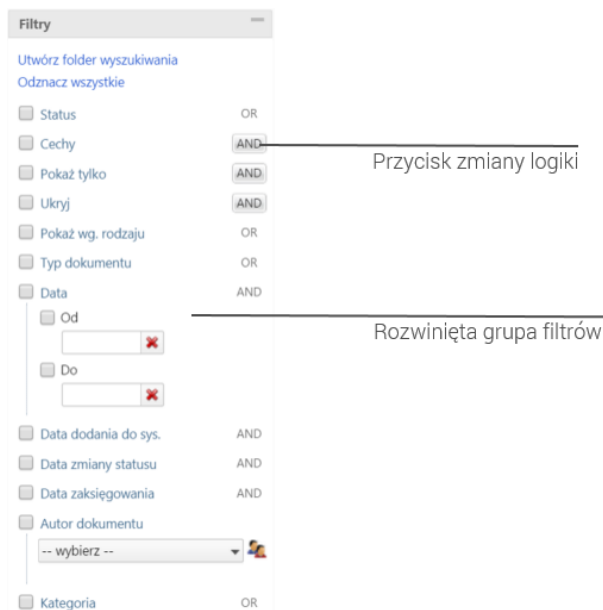 Filtry
Utwórz folder wyszukiwania
Odznacz wszystkie
Status OR
Cechy AND
Przycisk zmiany logiki
Pokaż tylko AND
Ukryj AND
Pokaż wg. rodzaju OR
Typ dokumentu OR
Data AND
Od
Rozwinięta grupa filtrów
Do
Data dodania do sys. AND
Data zmiany statusu AND
Data zaksięgowania AND
Autor dokumentu
-- wybierz --
Kategoria OR